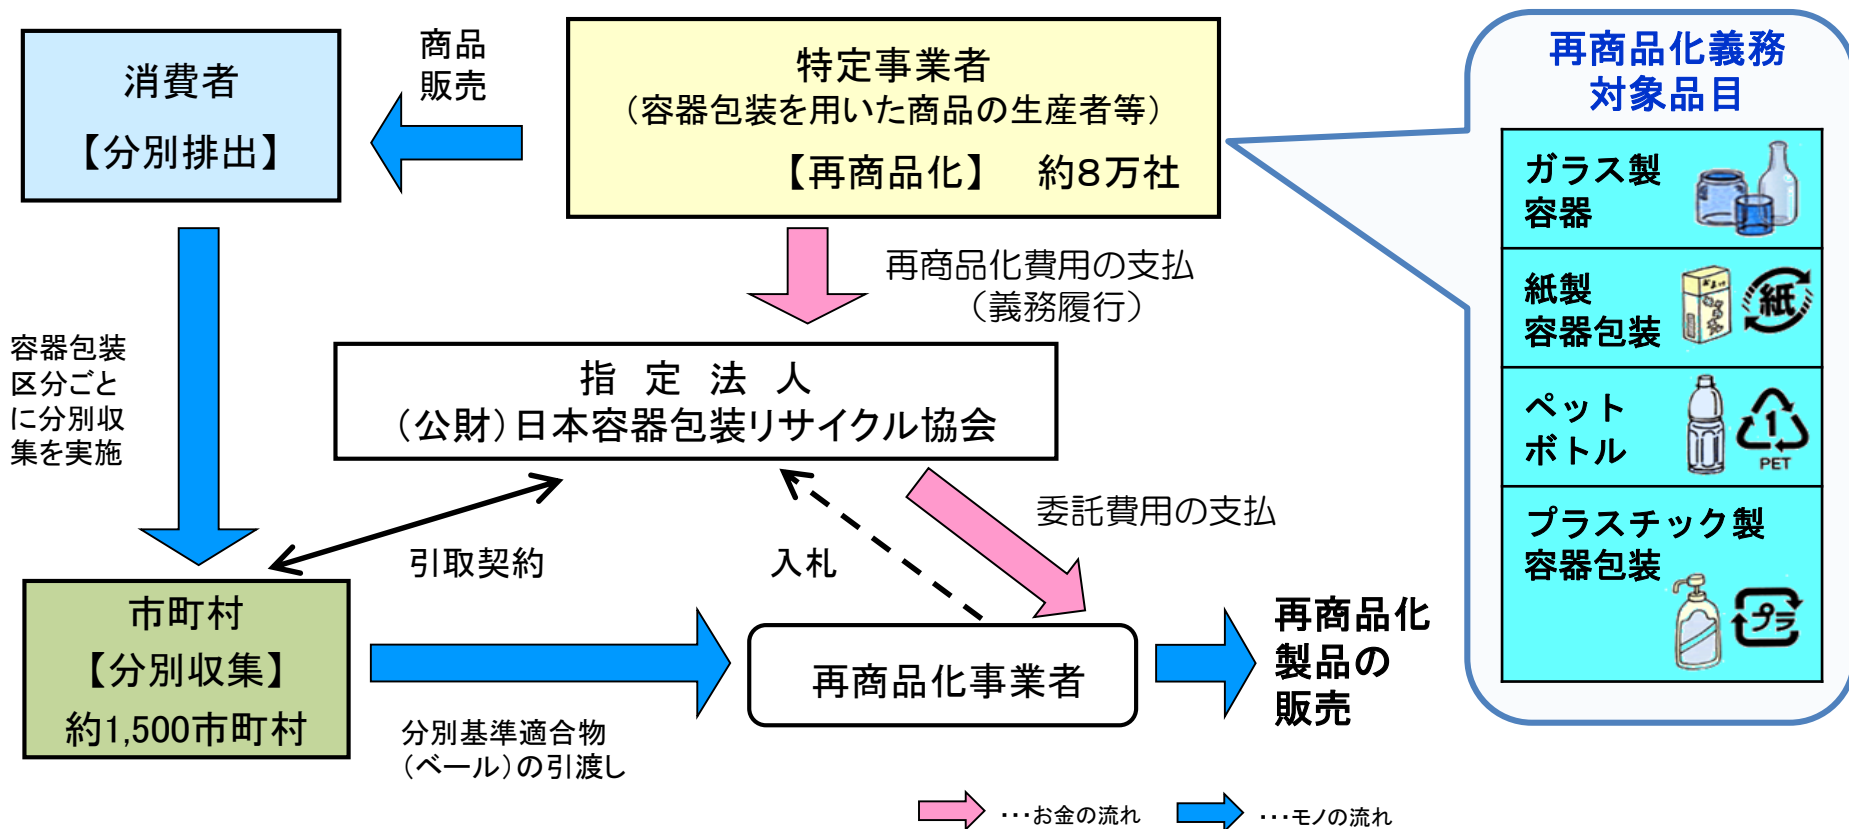 消費者
【分別排出】
商品
販売
特定事業者
（容器包装を用いた商品の生産者等）
【再商品化】　約８万社
再商品化義務
対象品目
ガラス製
容器
紙製
容器包装
紙
ペット
ボトル
1
PET
プラスチック製
容器包装
プラ
再商品化費用の支払
（義務履行）
容器包装
区分ごと
に分別収
集を実施
指　定　法　人
（公財）日本容器包装リサイクル協会
委託費用の支払
引取契約
入札
市町村
【分別収集】
約1,500市町村
再商品化事業者
再商品化
製品の
販売
分別基準適合物
（ベール）の引渡し
･･･お金の流れ
･･･モノの流れ